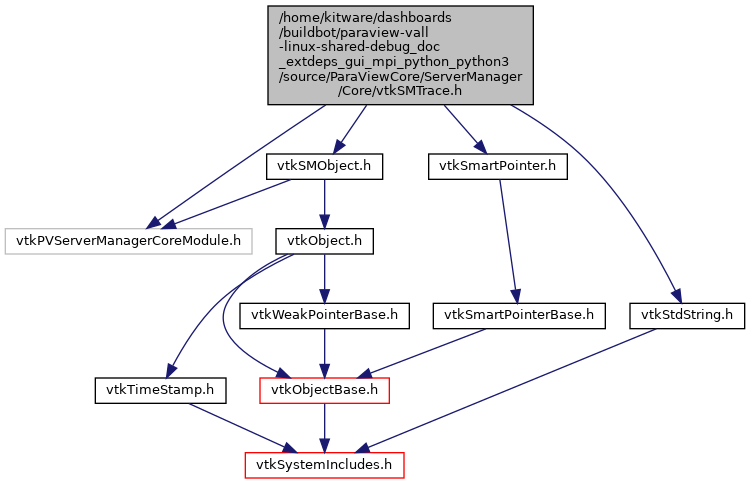 /home/kitware/dashboards
/buildbot/paraview-vall
-linux-shared-debug_doc
_extdeps_gui_mpi_python_python3
/source/ParaViewCore/ServerManager
/Core/vtkSMTrace.h
vtkSMObject.h
vtkSmartPointer.h
vtkPVServerManagerCoreModule.h
vtkObject.h
vtkWeakPointerBase.h
vtkSmartPointerBase.h
vtkStdString.h
vtkTimeStamp.h
vtkObjectBase.h
vtkSystemIncludes.h